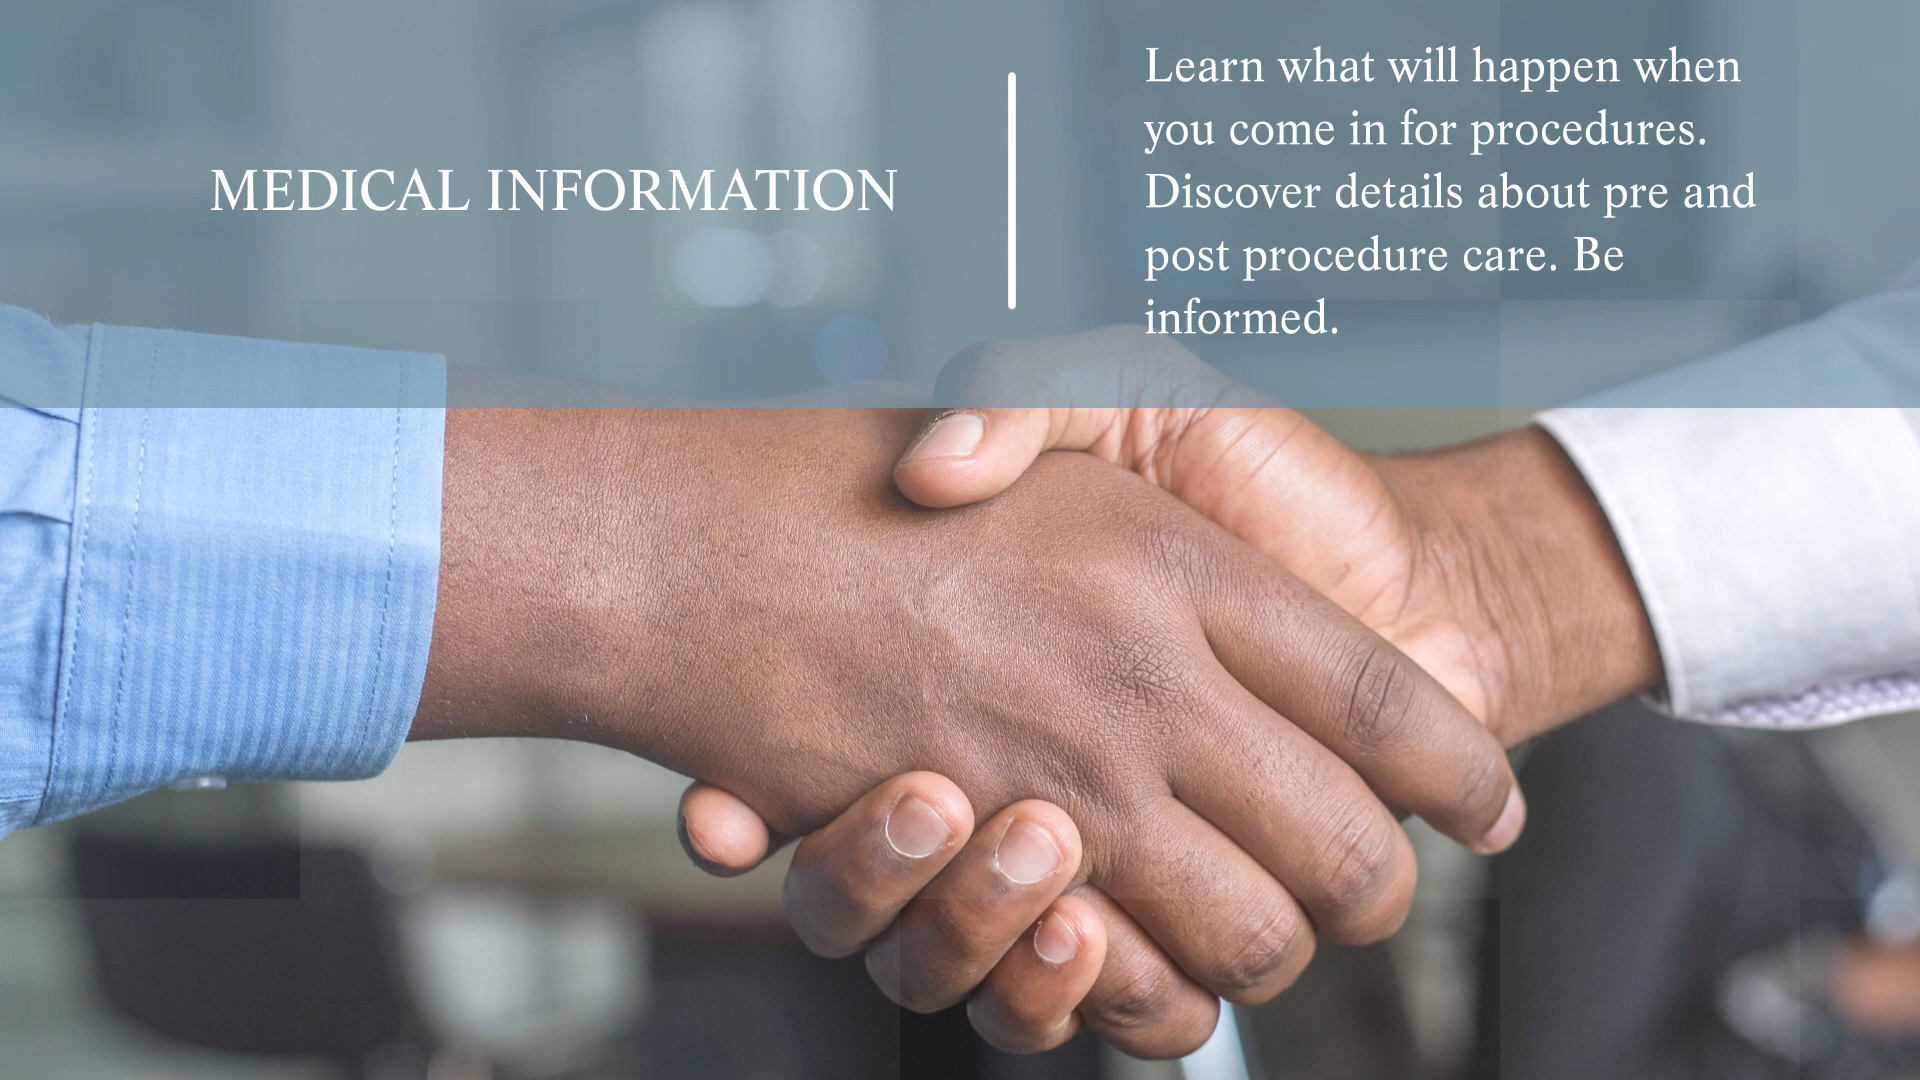 MEDICAL INFORMATION
Learn what will happen when
you come in for procedures.
Discover details about pre and
post procedure care. Be
informed.